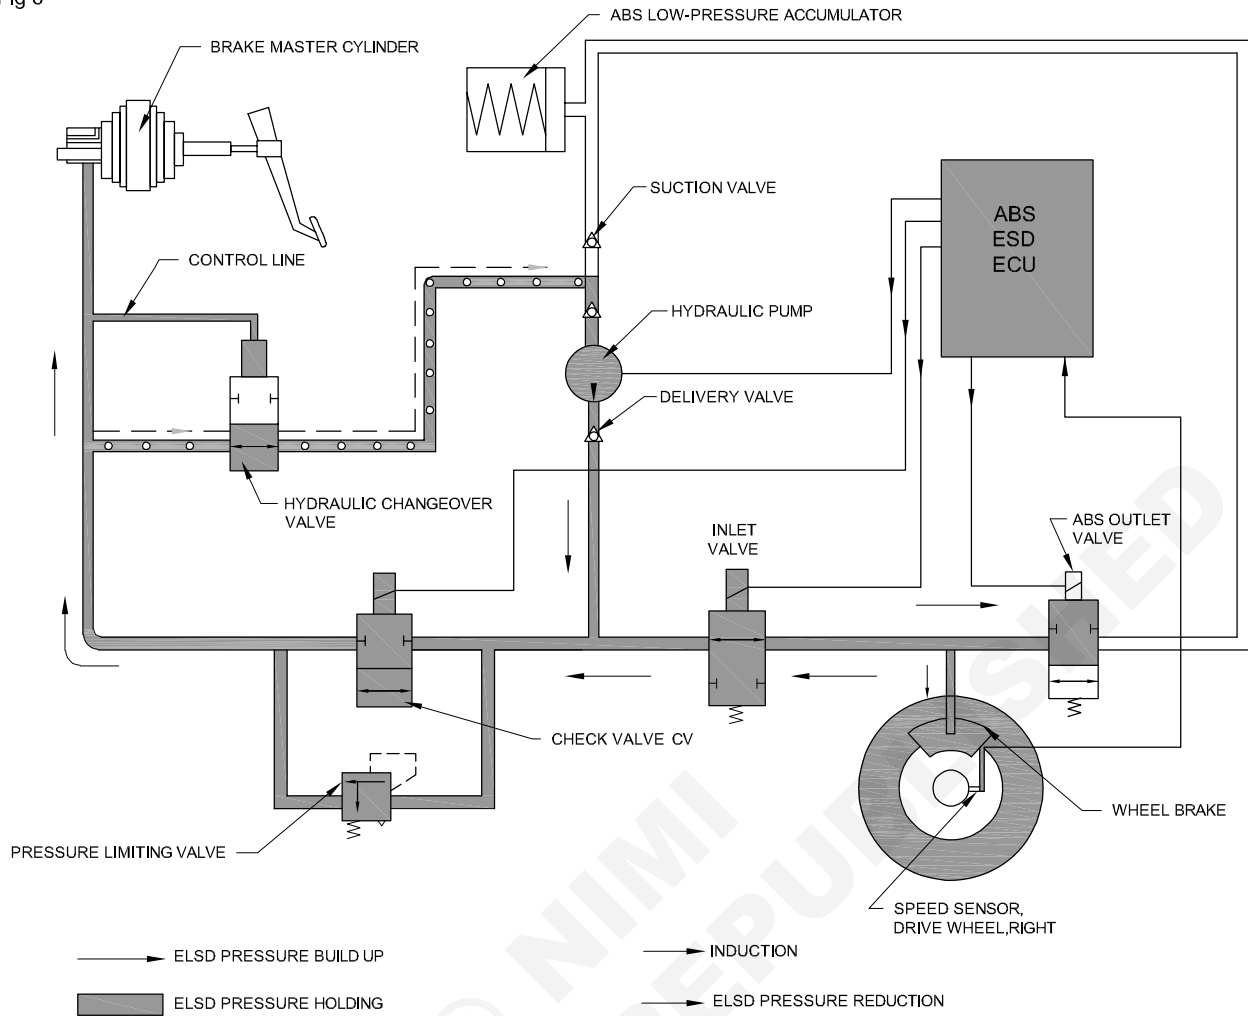 ABS LOW-PRESSURE ACCUMULATOR
BRAKE MASTER CYLINDER
SUCTION VALVE
ABS
ESD
ECU
CONTROL LINE
HYDRAULIC PUMP
DELIVERY VALVE
HYDRAULIC CHANGEOVER
VALVE
INLET
VALVE
ABS OUTLET
VALVE
CHECK VALVE CV
WHEEL BRAKE
PRESSURE LIMITING VALVE
SPEED SENSOR,
DRIVE WHEEL,RIGHT
ELSD PRESSURE BUILD UP
INDUCTION
ELSD PRESSURE HOLDING
ELSD PRESSURE REDUCTION
© NIMI
REPUBLISHED